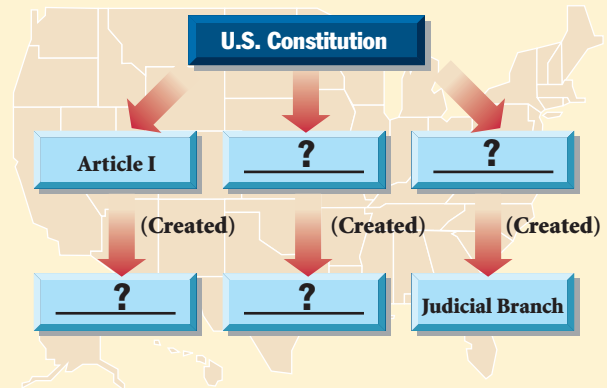 U.S. Constitution
Article I
?
?
(Created)
(Created)
(Created)
?
?
Judicial Branch